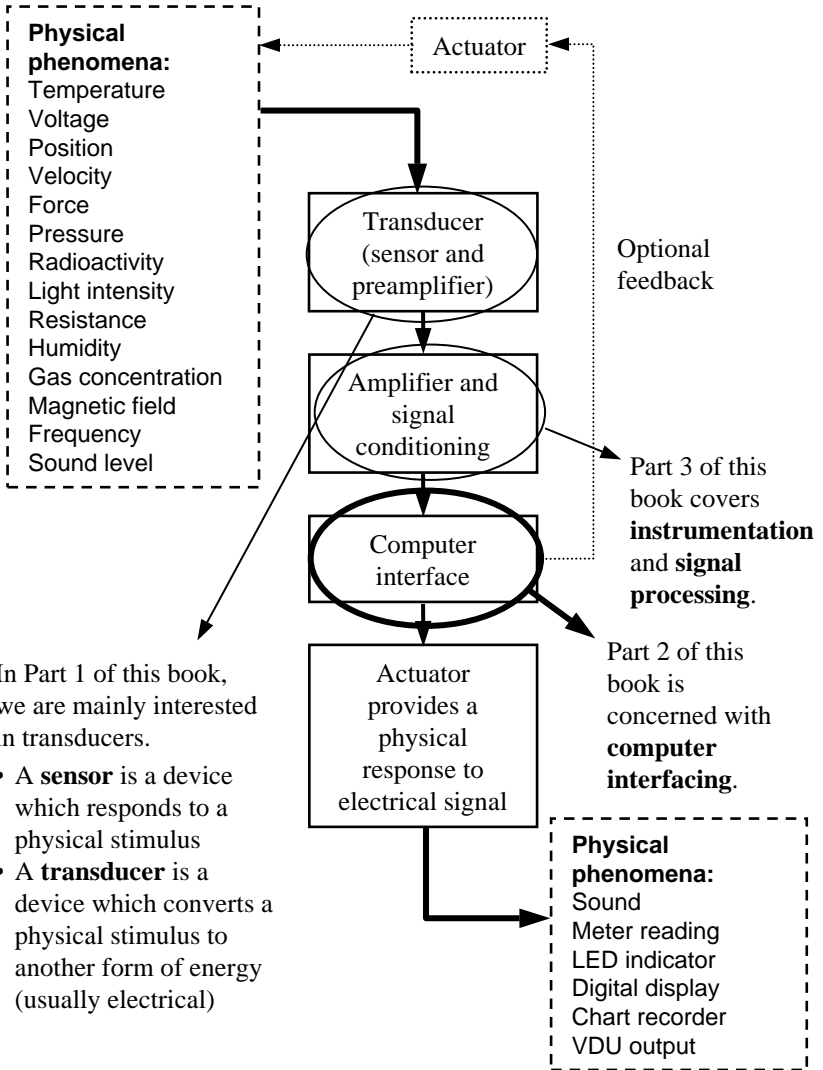 Physical
phenomena:
Temperature
Voltage
Position
Velocity
Force
Pressure
Radioactivity
Light intensity
Resistance
Humidity
Gas concentration
Magnetic field
Frequency
Sound level
Actuator
Transducer
(sensor and
preamplifier)
Optional
feedback
Amplifier and
signal
conditioning
Part 3 of this
book covers
instrumentation
and signal
processing.
Computer
interface
Part 2 of this
book is
concerned with
computer
interfacing.
In Part 1 of this book,
we are mainly interested
in transducers.
• A sensor is a device
which responds to a
physical stimulus
• A transducer is a
device which converts a
physical stimulus to
another form of energy
(usually electrical)
Actuator
provides a
physical
response to
electrical signal
Physical
phenomena:
Sound
Meter reading
LED indicator
Digital display
Chart recorder
VDU output